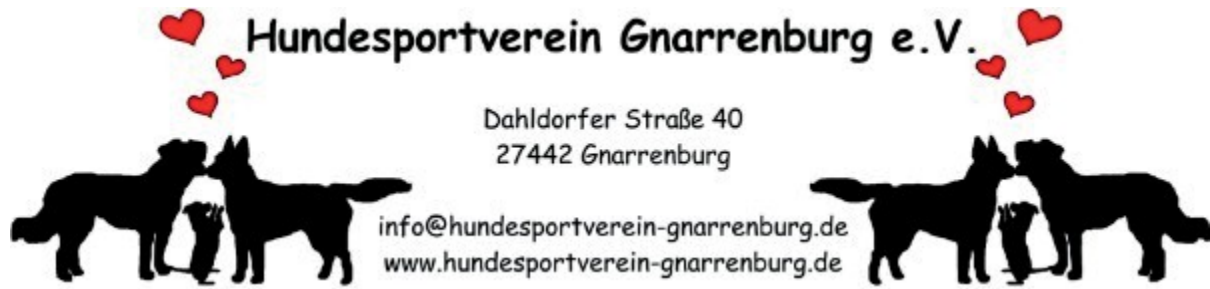 Hundesportverein Gnarrenburg e.V.
Dahldorfer Straße 40
27442 Gnarrenburg
info@hundesportverein-gnarrenburg.de
www.hundesportverein-gnarrenburg.de